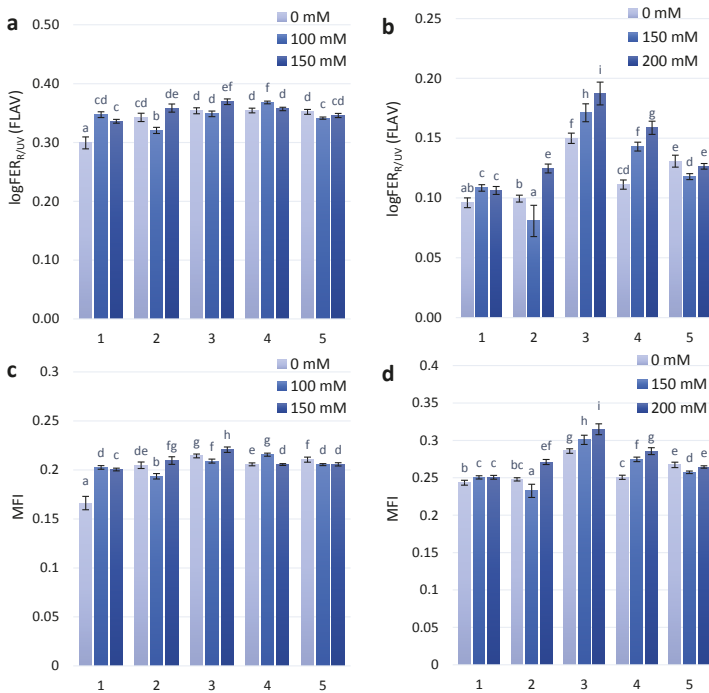 a
0 mM
100 mM
150 mM
logFER R/UV (FLAV)
0.50
0.40
0.30
0.20
0.10
0.00
a cd c cd b de d d ef d f d d c cd
1 2 3 4 5
b
0 mM
150 mM
200 mM
logFER R/UV (FLAV)
0.25
0.20
0.15
0.10
0.05
0.00
ab c c b a e g h i cd f g e d e
1 2 3 4 5
c
0 mM
100 mM
150 mM
MFI
0.3
0.25
0.2
0.15
0.1
0.05
0
a d c de b fg g f h e g d f d d
1 2 3 4 5
d
0 mM
150 mM
200 mM
MFI
0.4
0.35
0.3
0.25
0.2
0.15
0.1
0.05
0
b c c bc a ef g h i c f g e d e
1 2 3 4 5